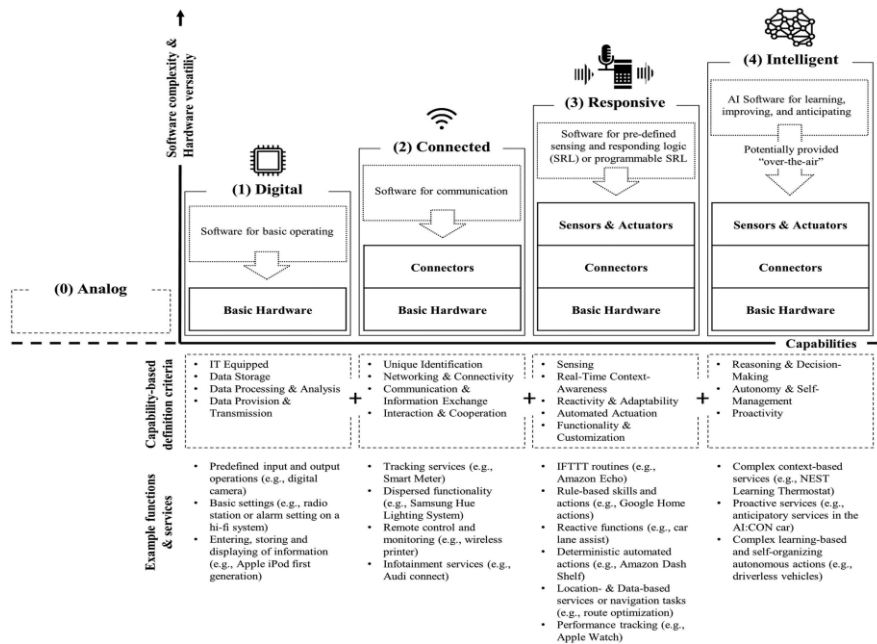 Software complexity &
Hardware versatiliy
(0) Analog
(1) Digital
Software for basic operating
Basic Hardware
(2) Connected
Software for communication
Connectors
Basic Hardware
(3) Responsive
Software for pre-defined
sensing and responding logic
(SRL) or programmable SRL
Sensors & Actuators
Connectors
Basic Hardware
(4) Intelligent
AI Software for learning,
improving, and anticipating
Potentially provided
“over-the-air”
Sensors & Actuators
Connectors
Basic Hardware
Capabilities
Capability-based
definition criteria
• IT Equipped
• Data Storage
• Data Processing & Analysis
• Data Provision &
Transmission
+
• Unique Identification
• Networking & Connectivity
• Communication &
Information Exchange
• Interaction & Cooperation
+
• Sensing
• Real-Time Context-
Awareness
• Reactivity & Adaptability
• Automated Actuation
• Functionality &
Customization
+
• Reasoning & Decision-
Making
• Autonomy & Self-
Management
• Proactivity
Example functions
& services
• Predefined input and output
operations (e.g., digital
camera)
• Basic settings (e.g., radio
station or alarm setting on a
hi-fi system)
• Entering, storing and
displaying of information
(e.g., Apple iPod first
generation)
• Tracking services (e.g.,
Smart Meter)
• Dispersed functionality (e.g.,
Samsung Hue
Lighting System)
• Remote control and
monitoring (e.g., wireless
printer)
• Infotainment services (e.g.,
Audi connect)
• IFTTT routines (e.g.,
Amazon Echo)
• Rule-based skills and
actions (e.g., Google Home
actions)
• Reactive functions (e.g., car
lane assist)
• Deterministic automated
actions (e.g., Amazon Dash
Shelf)
• Location- & Data-based
services or navigation tasks
(e.g., route optimization)
• Performance tracking (e.g.,
Apple Watch)
• Complex context-based
services (e.g., NEST
Learning Thermostat)
• Proactive services (e.g.,
anticipatory services in the
AI:CON car)
• Complex learning-based
and self-organizing
autonomous actions (e.g.,
driverless vehicles)